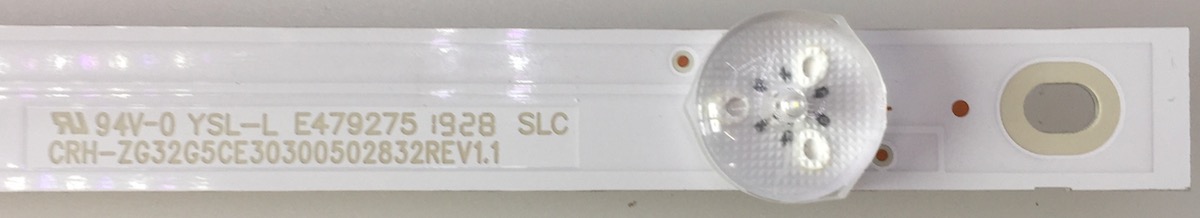 94V-0 YSL-L E479275 1928 SLC
CRH-ZG32G5CE30300502832REV1.1